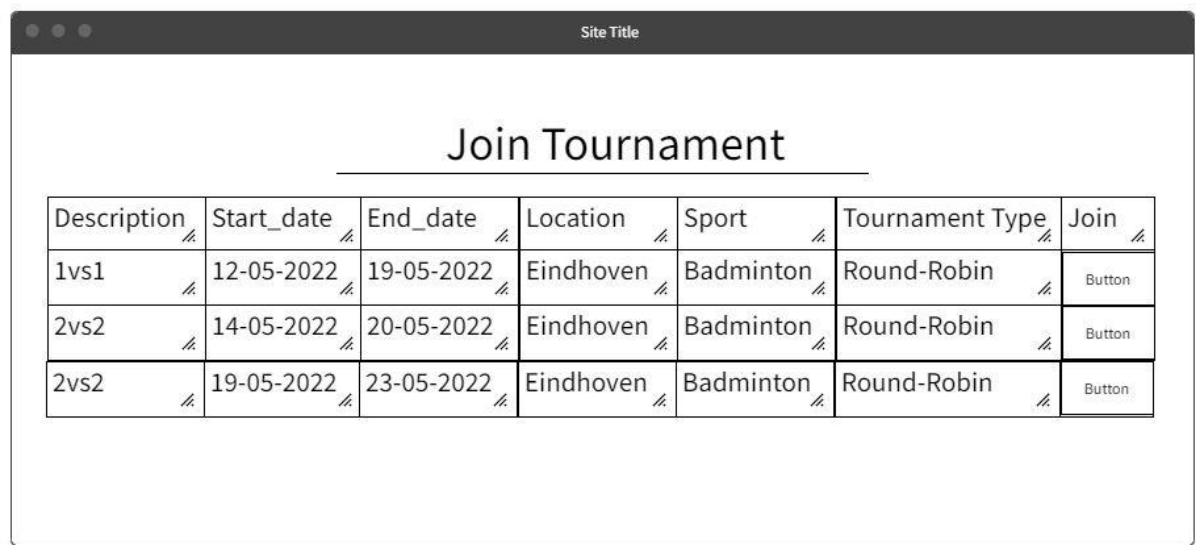 Site Title
Join Tournament
Description Start_date End_date Location Sport Tournament Type Join
1vs1 12-05-2022 19-05-2022 Eindhoven Badminton Round-Robin Button
2vs2 14-05-2022 20-05-2022 Eindhoven Badminton Round-Robin Button
2vs2 19-05-2022 23-05-2022 Eindhoven Badminton Round-Robin Button